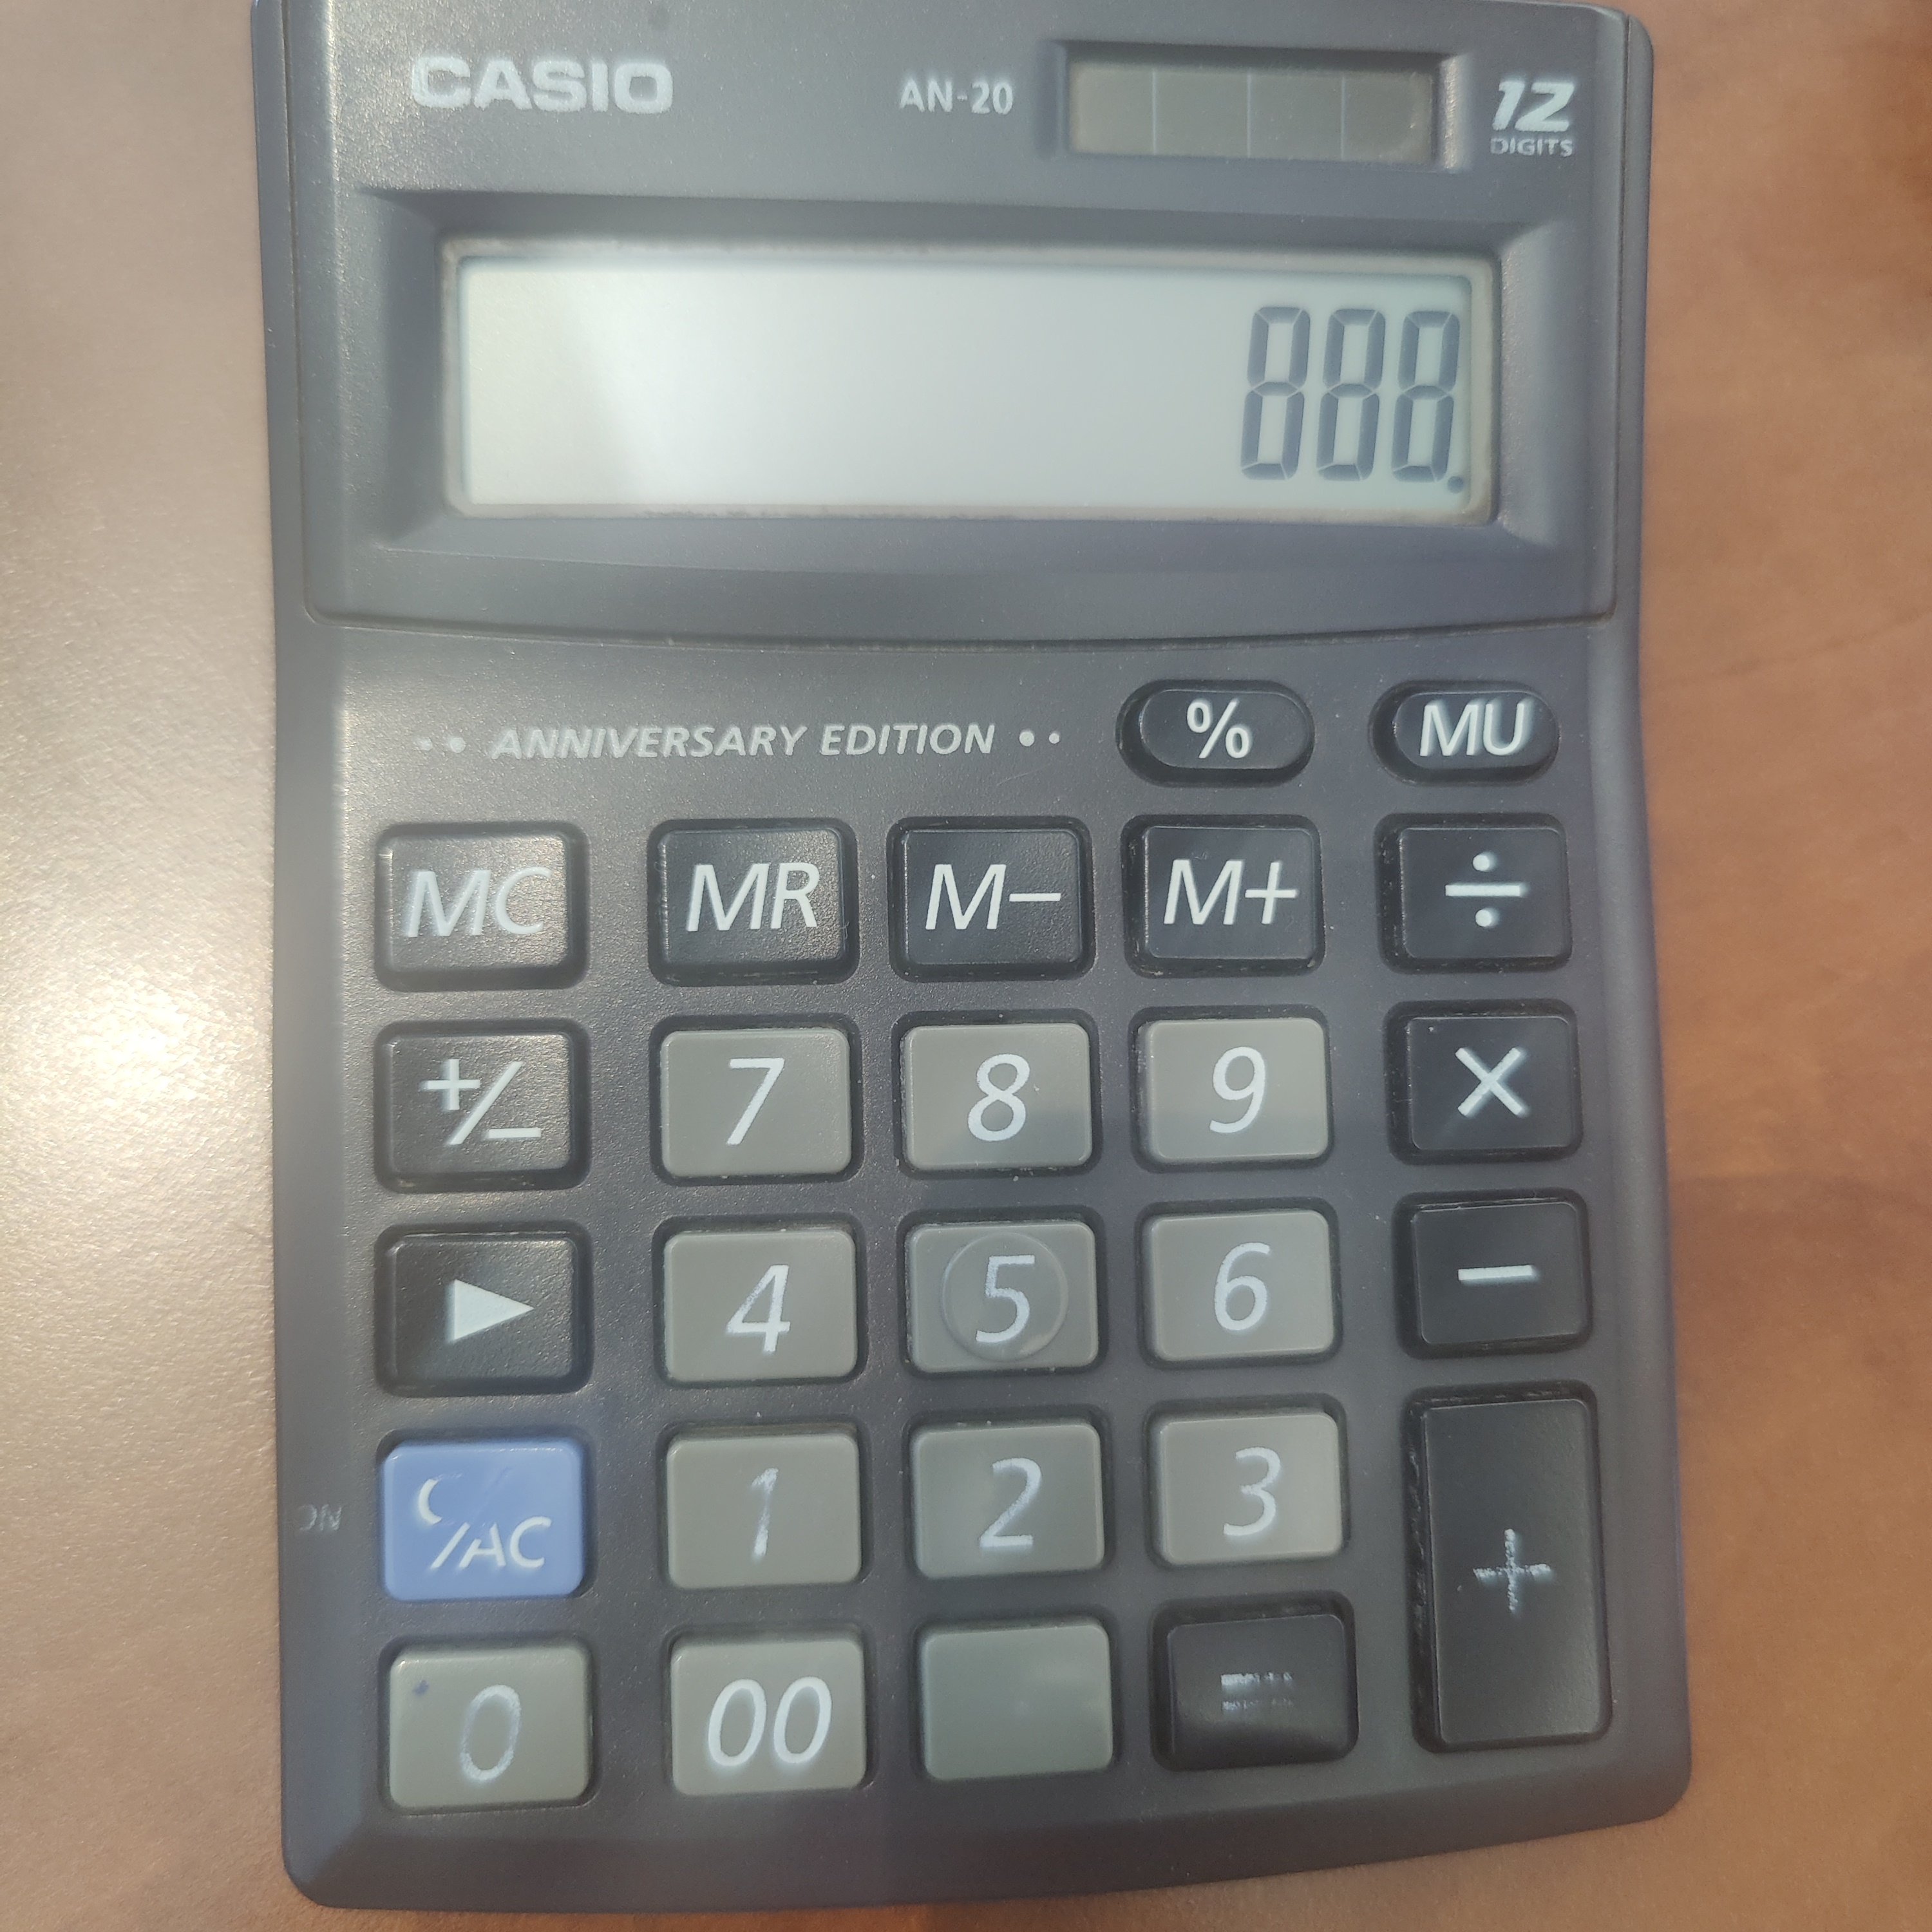 CASIO AN-20 12 DIGITS
888.
ANNIVERSARY EDITION % MU
MC MR M− M+ ÷
+/− 7 8 9 ×
▶ 4 5 6 −
C/AC 1 2 3 +
0 00 =